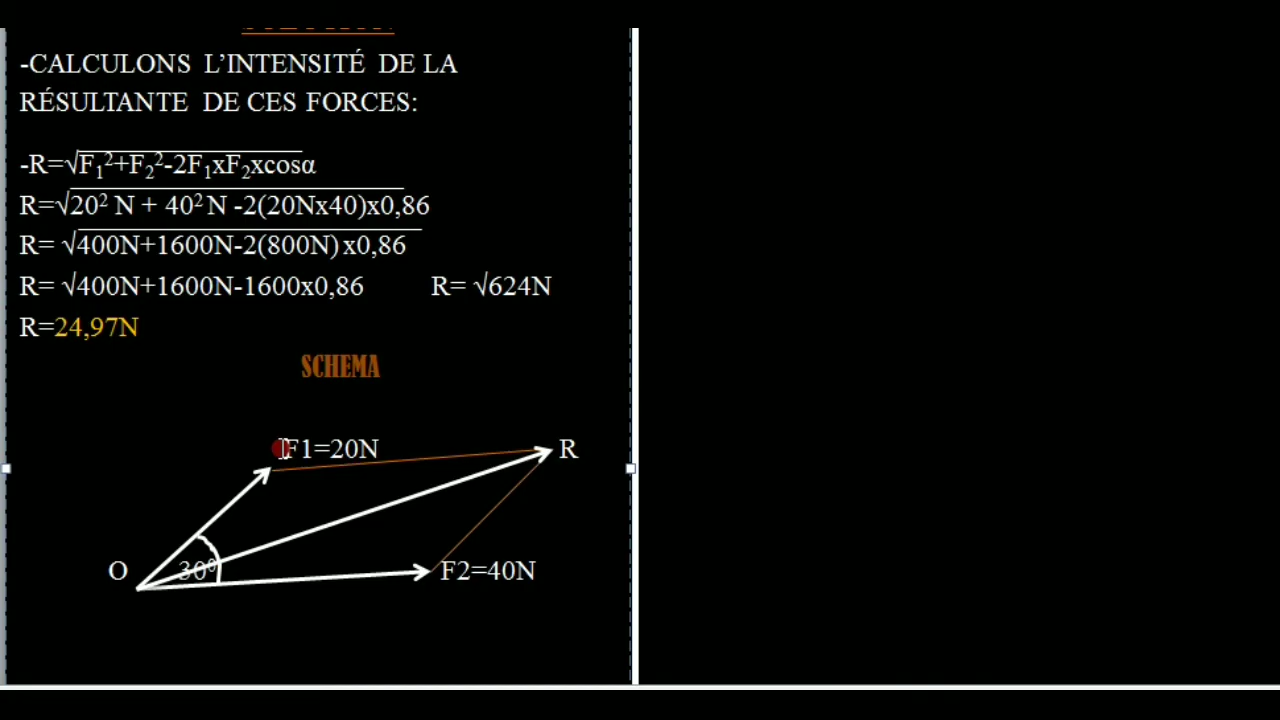 -CALCULONS L’INTENSITÉ DE LA
RÉSULTANTE DE CES FORCES:
-R=√F₁²+F₂²-2F₁xF₂xcosα
R=√20² N + 40² N -2(20Nx40)x0,86
R= √400N+1600N-2(800N) x0,86
R= √400N+1600N-1600x0,86 R= √624N
R=24,97N
SCHEMA
F1=20N R
O 30⁰ F2=40N